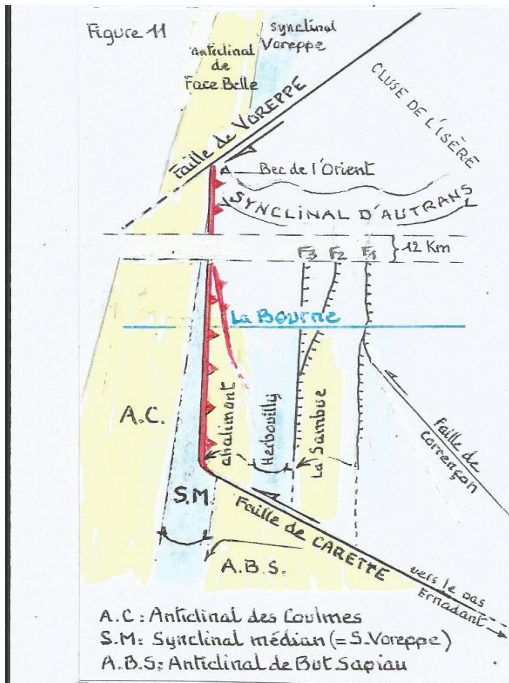 Figure 11
synclinal
Voreppe
Anticlinal
de
Face Belle
CLUSE DE L'ISÈRE
Faille de VOREPPE
Bec de l'Orient
SYNCLINAL D'AUTRANS
12 Km
F3 F2 F1
La Bourne
A.C.
chalimont
Herbouilly
La Sambue
Faille de
Corrençon
S.M.
Faille de CARETTE
A.B.S.
vers le Pas
Ernadant
A.C: Anticlinal des Coulmes
S.M: Synclinal médian (= S. Voreppe)
A.B.S: Anticlinal de But Sapiau